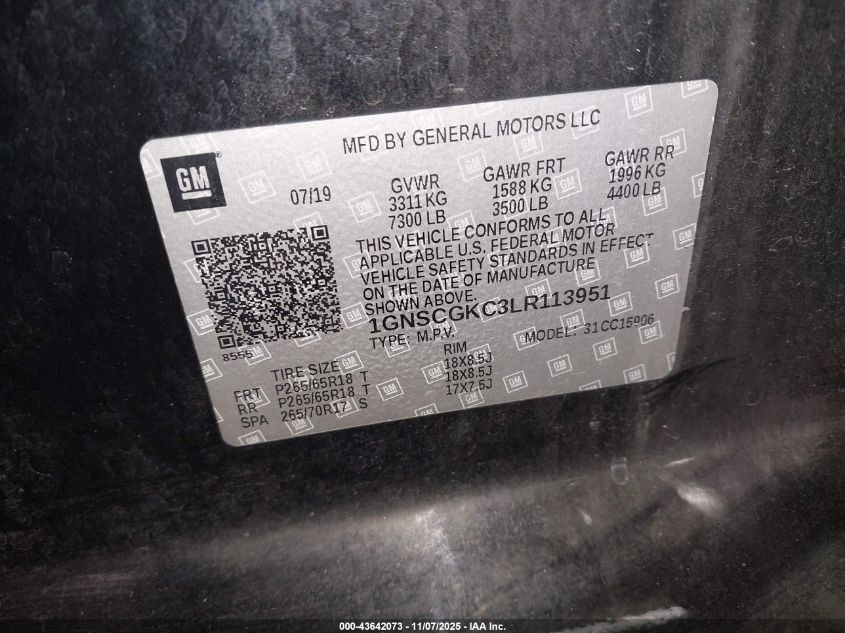 MFD BY GENERAL MOTORS LLC
GM
07/19
GVWR
3311 KG
7300 LB
GAWR FRT
1588 KG
3500 LB
GAWR RR
1996 KG
4400 LB
THIS VEHICLE CONFORMS TO ALL
APPLICABLE U.S. FEDERAL MOTOR
VEHICLE SAFETY STANDARDS IN EFFECT
ON THE DATE OF MANUFACTURE
SHOWN ABOVE.
1GNSCGKC3LR113951
TYPE: M.P.V. MODEL: 31CC15906
8555
TIRE SIZE RIM
FRT P265/65R18 T 18X8.5J
RR P265/65R18 T 18X8.5J
SPA 265/70R17 S 17X7.5J
000-43642073 - 11/07/2025 - IAA Inc.